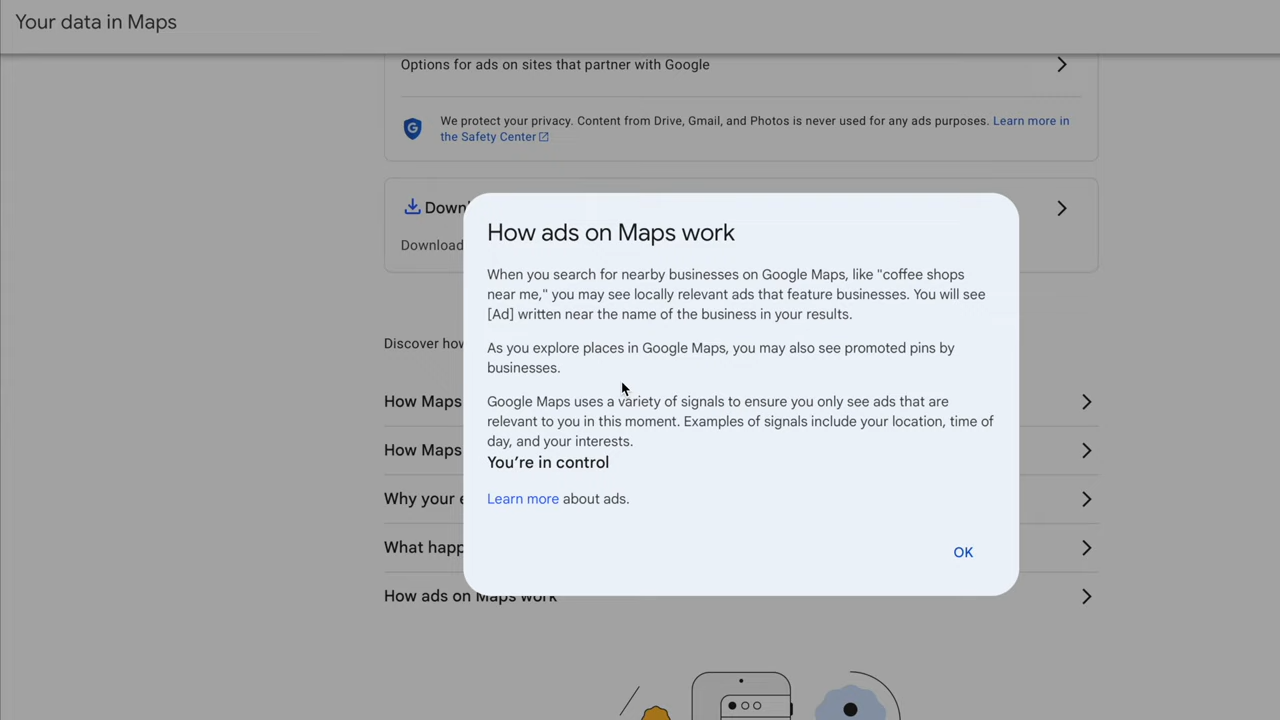 Your data in Maps
Options for ads on sites that partner with Google
We protect your privacy. Content from Drive, Gmail, and Photos is never used for any ads purposes. Learn more in
the Safety Center
Down
Download
How ads on Maps work
When you search for nearby businesses on Google Maps, like "coffee shops
near me," you may see locally relevant ads that feature businesses. You will see
[Ad] written near the name of the business in your results.
As you explore places in Google Maps, you may also see promoted pins by
businesses.
Google Maps uses a variety of signals to ensure you only see ads that are
relevant to you in this moment. Examples of signals include your location, time of
day, and your interests.
You're in control
Learn more about ads.
OK
Discover how
How Maps
How Maps
Why your e
What happ
How ads on Maps work